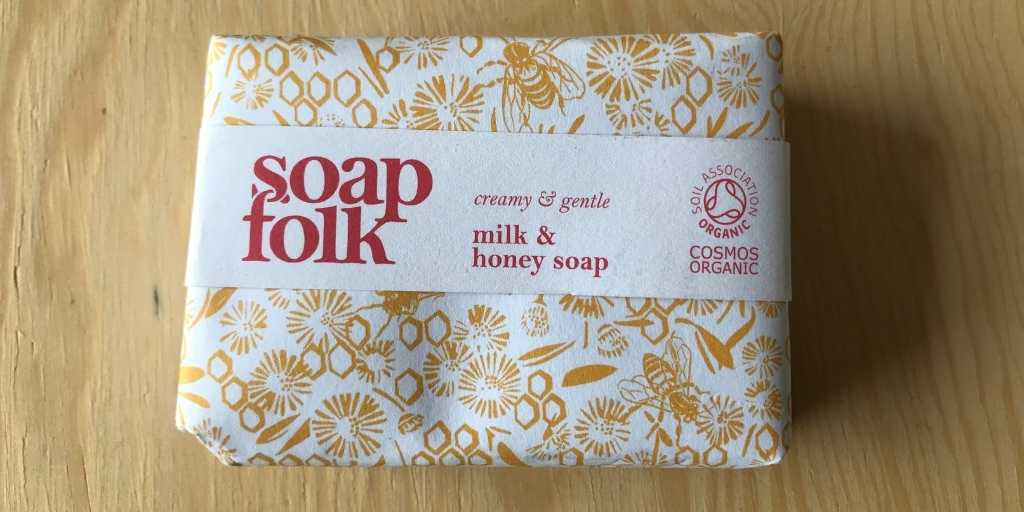 soap
folk
creamy & gentle
milk &
honey soap
SOIL ASSOCIATION
ORGANIC
COSMOS
ORGANIC